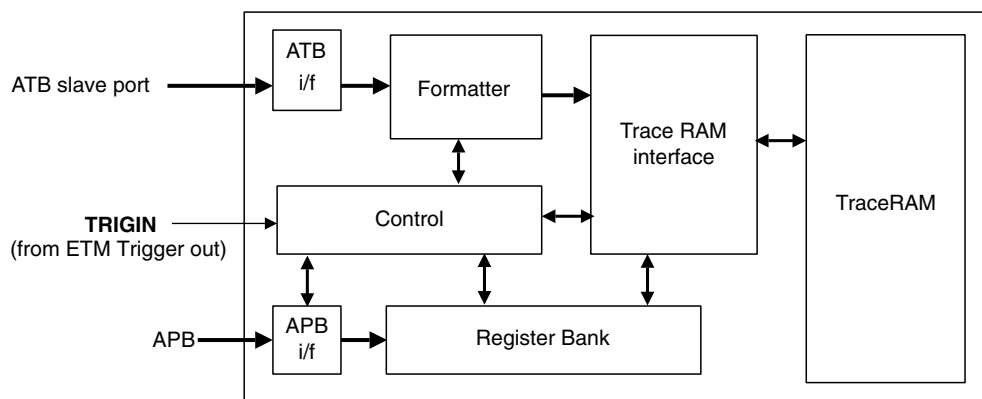 ATB
i/f
ATB slave port
Formatter
Trace RAM
interface
TraceRAM
TRIGIN
(from ETM Trigger out)
Control
APB
APB
i/f
Register Bank